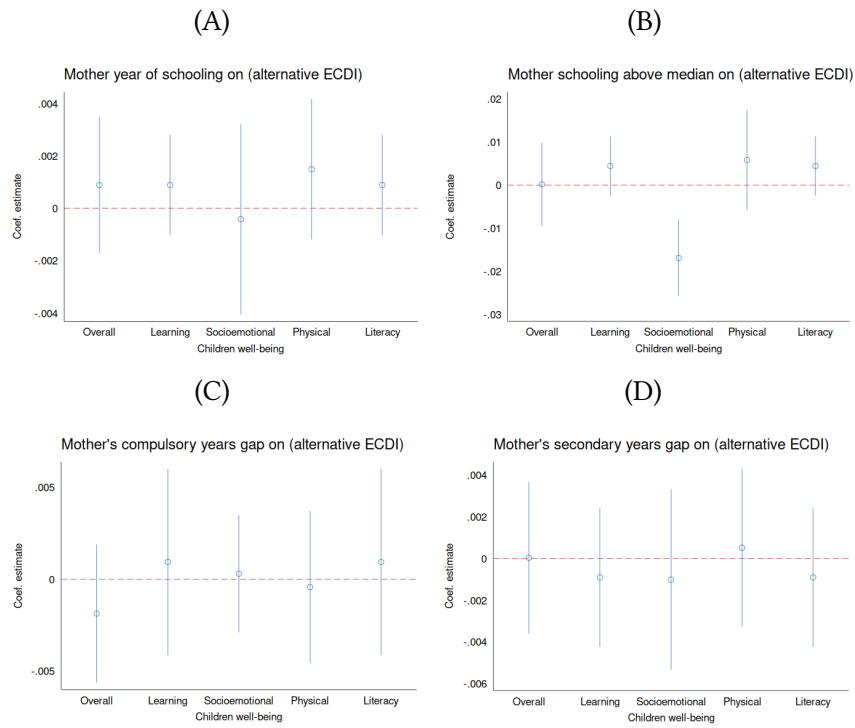 (A)
Mother year of schooling on (alternative ECDI)
.004
.002
0
-.002
-.004
Coef. estimate
Overall Learning Socioemotional Physical Literacy
Children well-being
(B)
Mother schooling above median on (alternative ECDI)
.02
.01
0
-.01
-.02
-.03
Coef. estimate
Overall Learning Socioemotional Physical Literacy
Children well-being
(C)
Mother's compulsory years gap on (alternative ECDI)
.005
0
-.005
Coef. estimate
Overall Learning Socioemotional Physical Literacy
Children well-being
(D)
Mother's secondary years gap on (alternative ECDI)
.004
.002
0
-.002
-.004
-.006
Coef. estimate
Overall Learning Socioemotional Physical Literacy
Children well-being